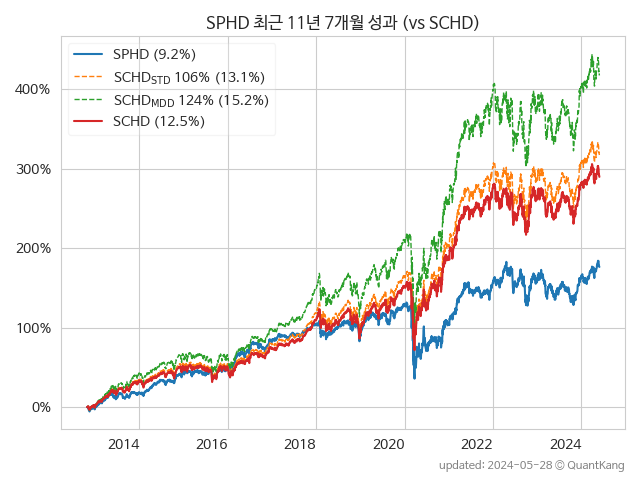 SPHD 최근 11년 7개월 성과 (vs SCHD)
SPHD (9.2%)
SCHD_STD 106% (13.1%)
SCHD_MDD 124% (15.2%)
SCHD (12.5%)
400%
300%
200%
100%
0%
2014 2016 2018 2020 2022 2024
updated: 2024-05-28 © QuantKang